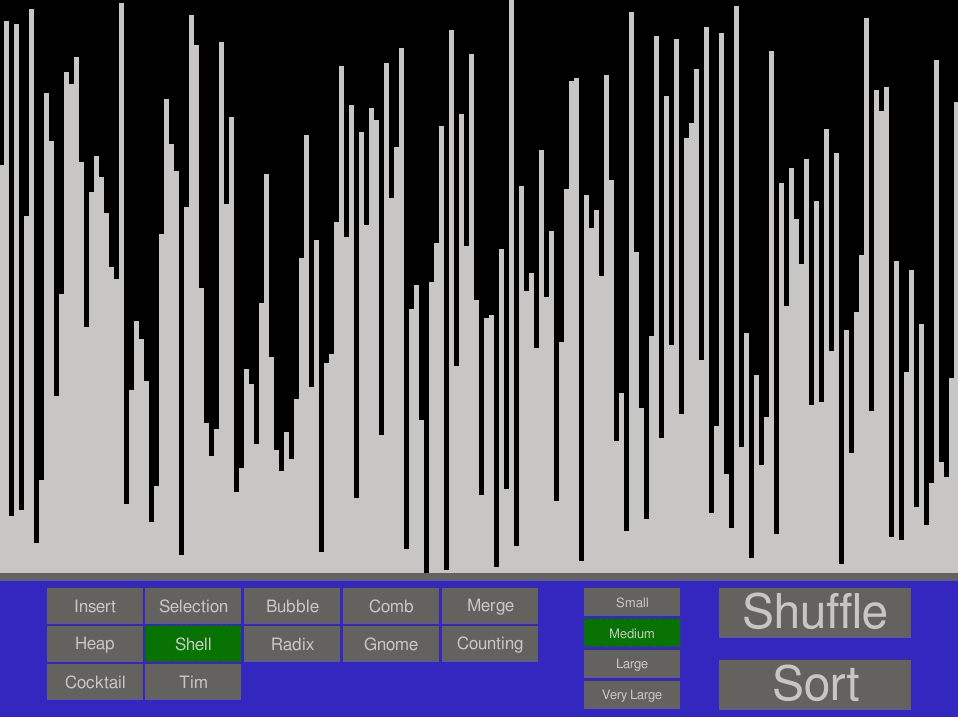 Insert Selection Bubble Comb Merge
Heap Shell Radix Gnome Counting
Cocktail Tim
Small
Medium
Large
Very Large
Shuffle
Sort